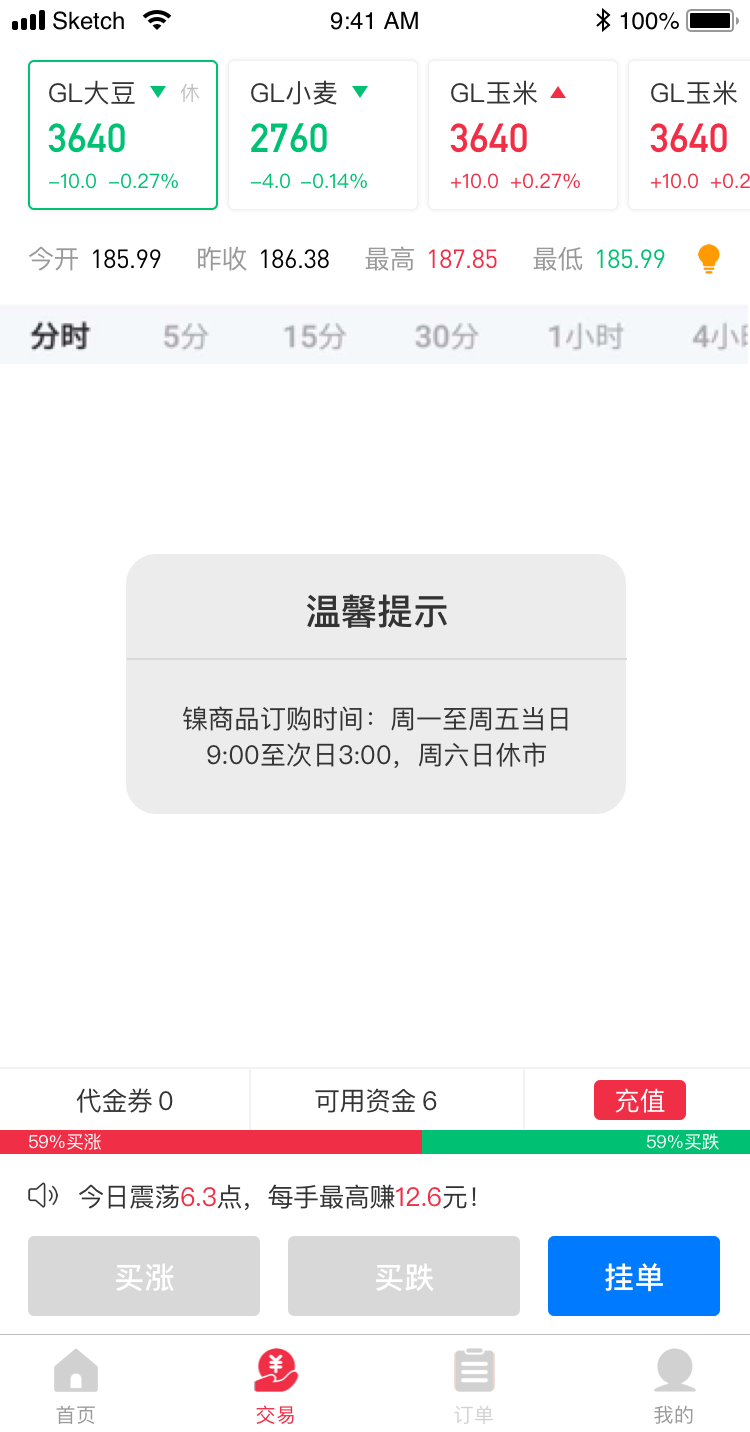 Sketch 9:41 AM 100%
GL大豆 休 GL小麦 GL玉米 GL玉米
3640 2760 3640 3640
−10.0 −0.27% −4.0 −0.14% +10.0 +0.27% +10.0 +0.2
今开 185.99 昨收 186.38 最高 187.85 最低 185.99
分时 5分 15分 30分 1小时 4小时
温馨提示
镍商品订购时间：周一至周五当日
9:00至次日3:00，周六日休市
代金券 0 可用资金 6 充值
59%买涨 59%买跌
今日震荡6.3点，每手最高赚12.6元！
买涨 买跌 挂单
首页 交易 订单 我的